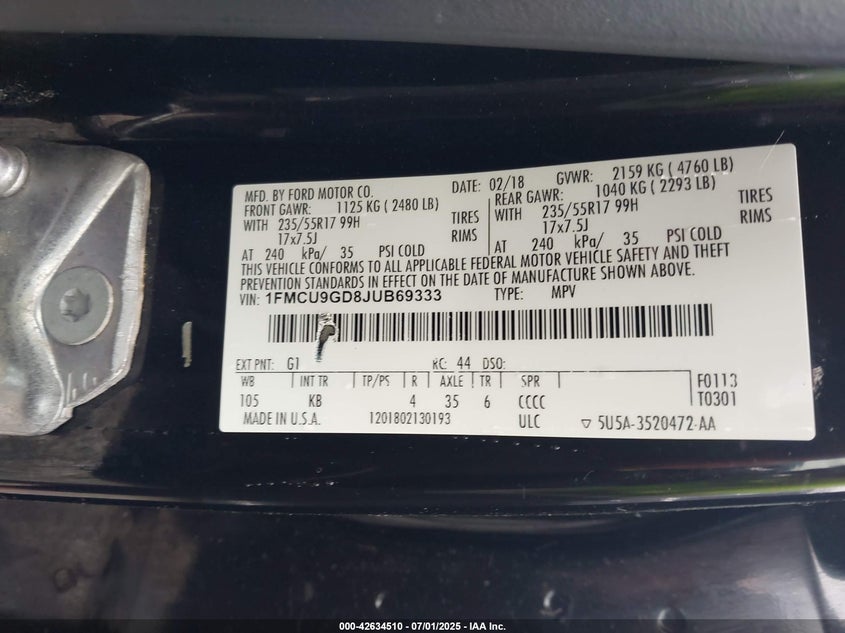 MFD. BY FORD MOTOR CO. DATE: 02/18 GVWR: 2159 KG ( 4760 LB)
FRONT GAWR: 1125 KG ( 2480 LB) REAR GAWR: 1040 KG ( 2293 LB)
WITH 235/55R17 99H TIRES WITH 235/55R17 99H TIRES
17x7.5J RIMS 17x7.5J RIMS
AT 240 kPa/ 35 PSI COLD AT 240 kPa/ 35 PSI COLD
THIS VEHICLE CONFORMS TO ALL APPLICABLE FEDERAL MOTOR VEHICLE SAFETY AND THEFT
PREVENTION STANDARDS IN EFFECT ON THE DATE OF MANUFACTURE SHOWN ABOVE.
VIN: 1FMCU9GD8JUB69333 TYPE: MPV
EXT PNT: G1 RC: 44 DSO:
WB INT TR TP/PS R AXLE TR SPR F0113
105 KB 4 35 6 CCCC T0301
MADE IN U.S.A. 1201802130193 ULC ▽ 5U5A-3520472-AA
000-42634510 - 07/01/2025 - IAA Inc.